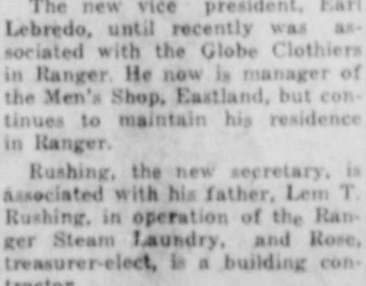 The new vice president, Earl
Lebredo, until recently was as-
sociated with the Globe Clothiers
in Ranger. He now is manager of
the Men's Shop, Eastland, but con-
tinues to maintain his residence
in Ranger.
Rushing, the new secretary, is
associated with his father, Lem T.
Rushing, in operation of the Ran-
ger Steam Laundry, and Rose,
treasurer-elect, is a building con-
tractor.